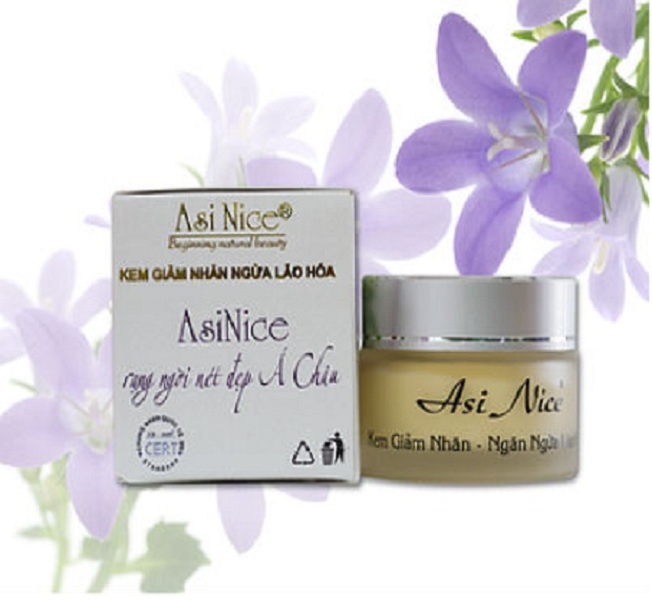 Asi Nice®
Beginning natural beauty
KEM GIẢM NHĂN NGỪA LÃO HÓA
AsiNice
rạng ngời nét đẹp Á Châu
CERT
Asi Nice
Kem Giảm Nhăn - Ngăn Ngừa